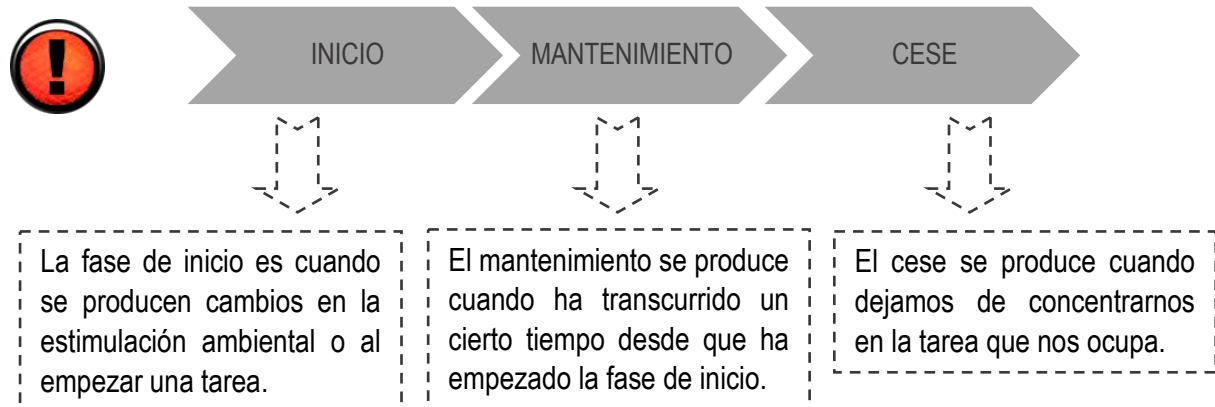 INICIO
MANTENIMIENTO
CESE
La fase de inicio es cuando
se producen cambios en la
estimulación ambiental o al
empezar una tarea.
El mantenimiento se produce
cuando ha transcurrido un
cierto tiempo desde que ha
empezado la fase de inicio.
El cese se produce cuando
dejamos de concentrarnos
en la tarea que nos ocupa.